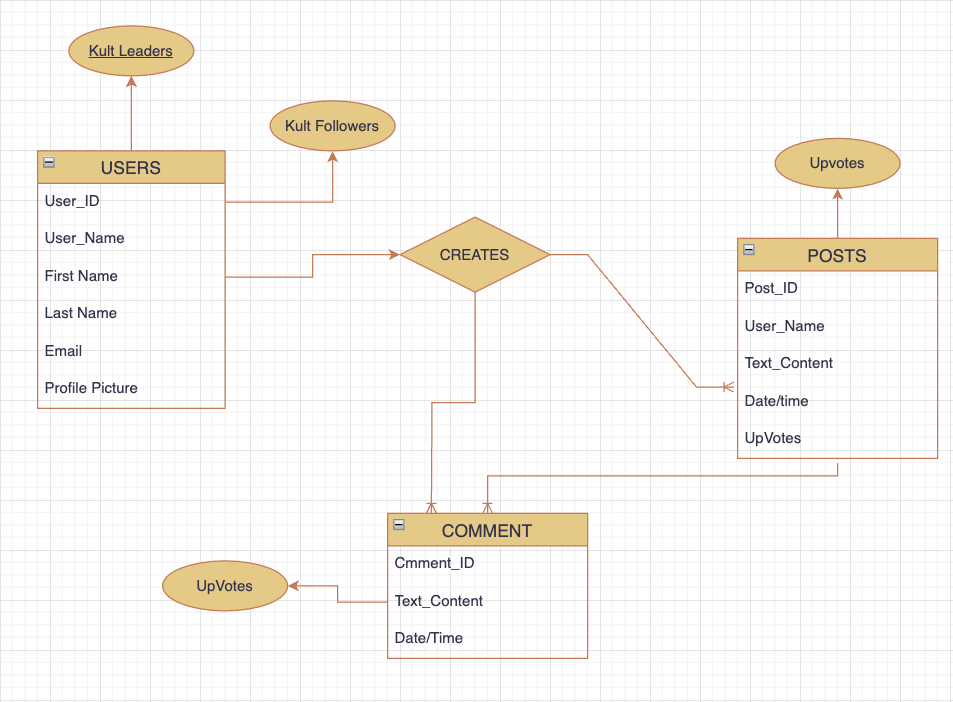 Kult Leaders
Kult Followers
USERS
User_ID
User_Name
First Name
Last Name
Email
Profile Picture
CREATES
Upvotes
POSTS
Post_ID
User_Name
Text_Content
Date/time
UpVotes
COMMENT
Cmment_ID
Text_Content
Date/Time
UpVotes